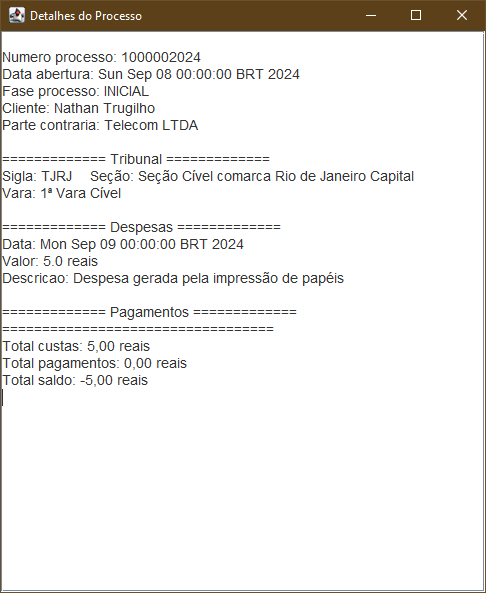 Detalhes do Processo
Numero processo: 1000002024
Data abertura: Sun Sep 08 00:00:00 BRT 2024
Fase processo: INICIAL
Cliente: Nathan Trugilho
Parte contraria: Telecom LTDA
============= Tribunal =============
Sigla: TJRJ    Seção: Seção Cível comarca Rio de Janeiro Capital
Vara: 1ª Vara Cível
============= Despesas =============
Data: Mon Sep 09 00:00:00 BRT 2024
Valor: 5.0 reais
Descricao: Despesa gerada pela impressão de papéis
============= Pagamentos =============
==================================
Total custas: 5,00 reais
Total pagamentos: 0,00 reais
Total saldo: -5,00 reais